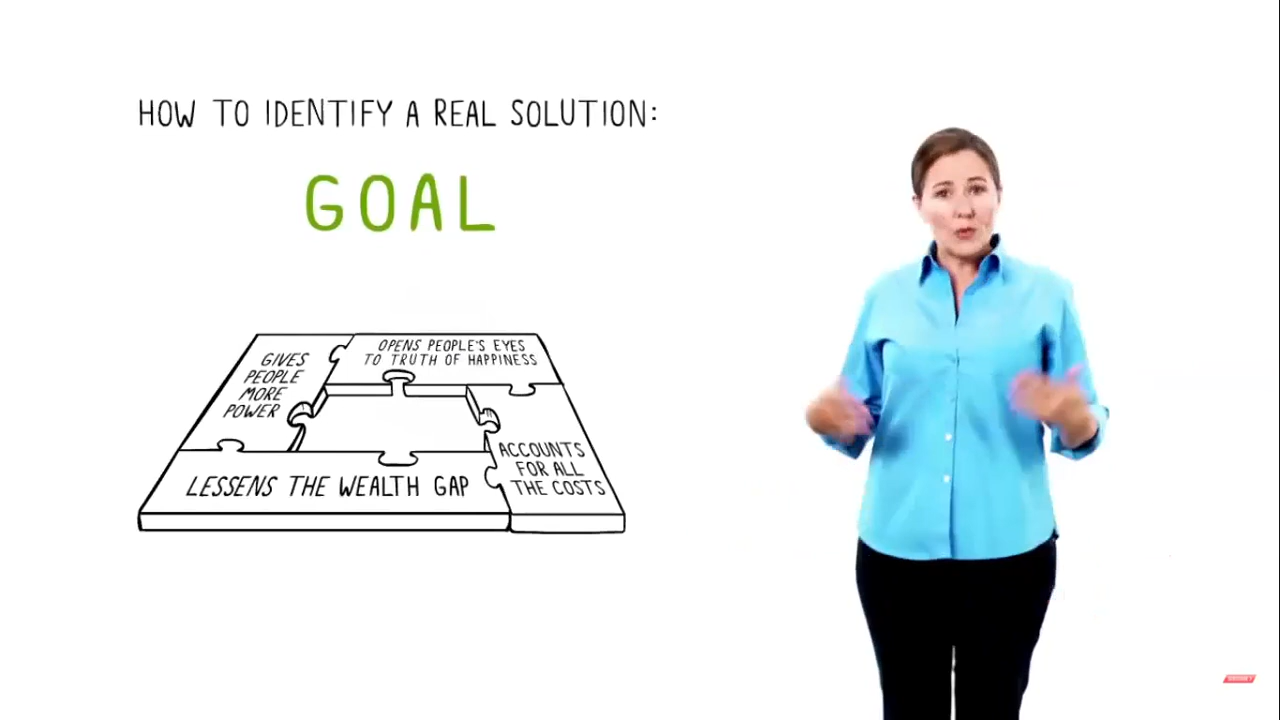 HOW TO IDENTIFY A REAL SOLUTION:
GOAL
GIVES
PEOPLE
MORE
POWER
OPENS PEOPLE'S EYES
TO TRUTH OF HAPPINESS
ACCOUNTS
FOR ALL
THE COSTS
LESSENS THE WEALTH GAP